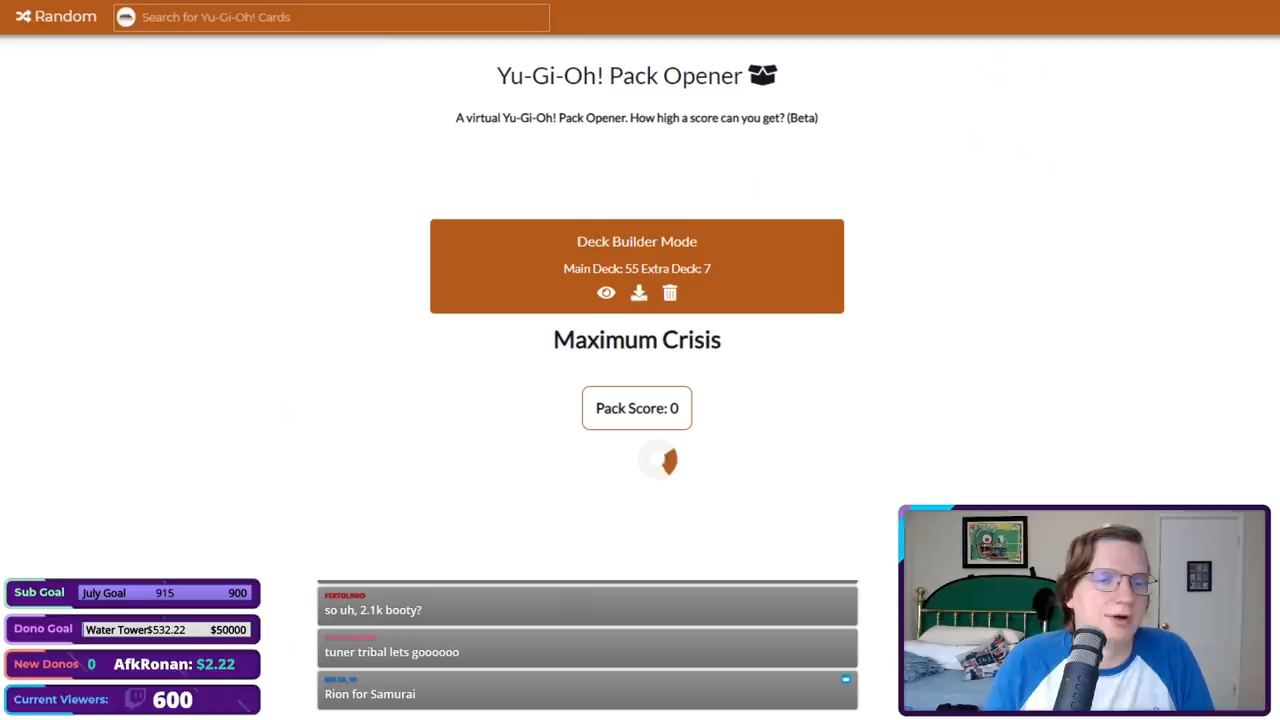 Random
Search for Yu-Gi-Oh! Cards
Yu-Gi-Oh! Pack Opener
A virtual Yu-Gi-Oh! Pack Opener. How high a score can you get? (Beta)
Deck Builder Mode
Main Deck: 55 Extra Deck: 7
Maximum Crisis
Pack Score: 0
Sub Goal July Goal 915 900
Dono Goal Water Tower$532.22 $50000
New Donos 0 AfkRonan: $2.22
Current Viewers: 600
FERTOLINHO
so uh, 2.1k booty?
tuner tribal lets goooooo
Rion for Samurai